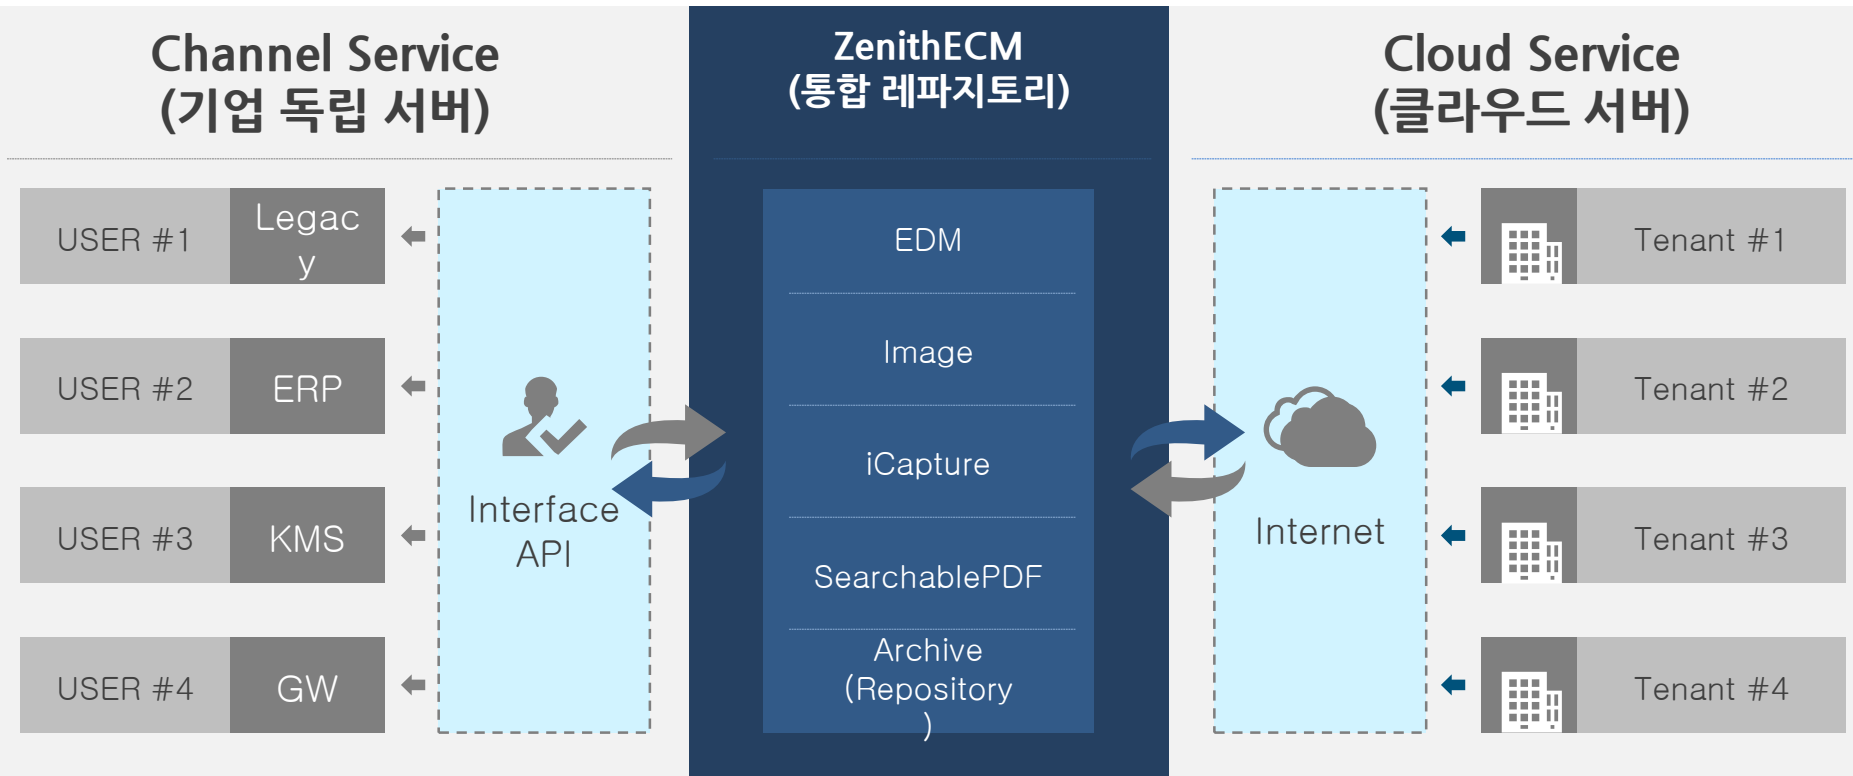 Channel Service
(기업 독립 서버)
USER #1
Legac
y
USER #2
ERP
USER #3
KMS
USER #4
GW
Interface
API
ZenithECM
(통합 레파지토리)
EDM
Image
iCapture
SearchablePDF
Archive
(Repository
)
Cloud Service
(클라우드 서버)
Internet
Tenant #1
Tenant #2
Tenant #3
Tenant #4